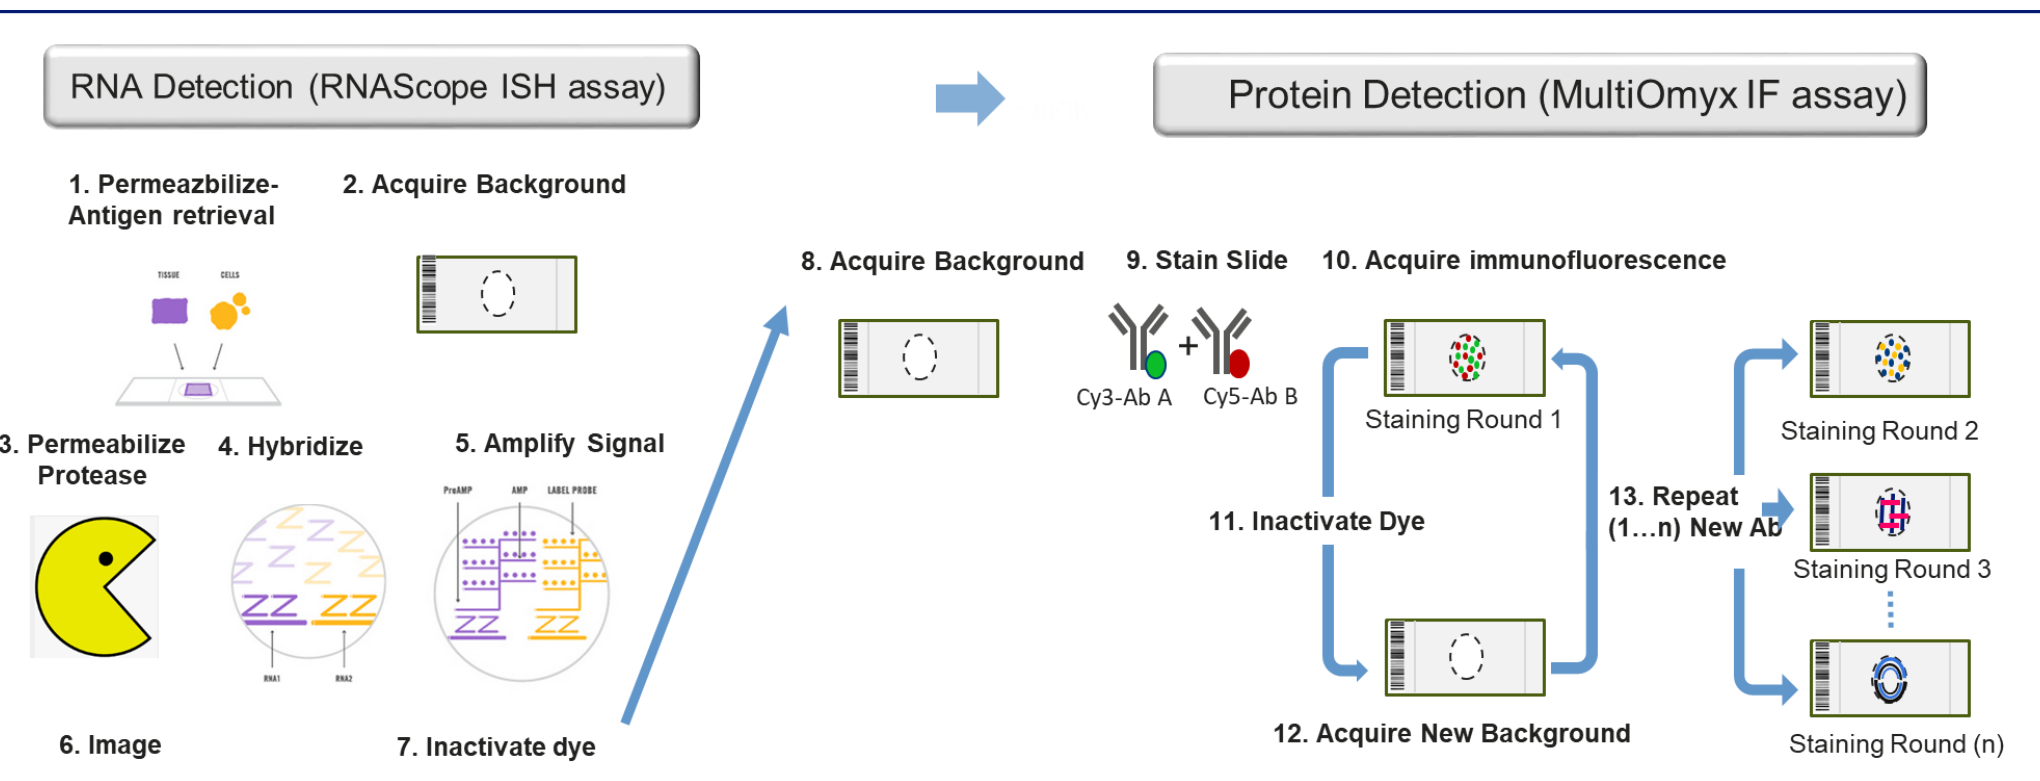 RNA Detection (RNAScope ISH assay)
Protein Detection (MultiOmyx IF assay)
1. Permeazbilize-
Antigen retrieval
2. Acquire Background
TISSUE
CELLS
3. Permeabilize
Protease
4. Hybridize
5. Amplify Signal
PreAMP
AMP
LABEL PROBE
RNA1
RNA2
6. Image
7. Inactivate dye
8. Acquire Background
9. Stain Slide
10. Acquire immunofluorescence
+
Cy3-Ab A
Cy5-Ab B
Staining Round 1
11. Inactivate Dye
12. Acquire New Background
13. Repeat
(1...n) New Ab
Staining Round 2
Staining Round 3
Staining Round (n)